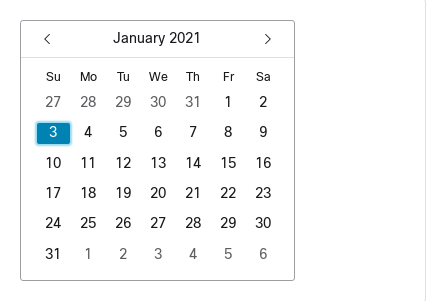 January 2021
Su Mo Tu We Th Fr Sa
27 28 29 30 31 1 2
3 4 5 6 7 8 9
10 11 12 13 14 15 16
17 18 19 20 21 22 23
24 25 26 27 28 29 30
31 1 2 3 4 5 6